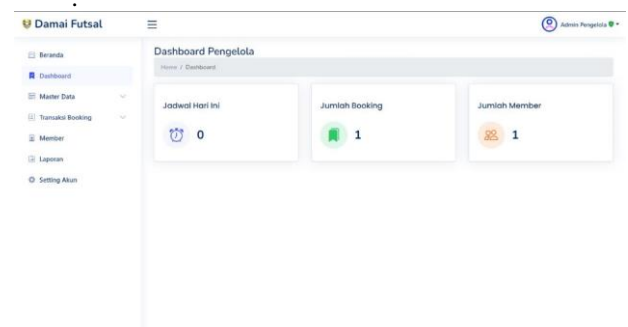 Damai Futsal
Admin Pengelola
Beranda
Dashboard
Master Data
Transaksi Booking
Member
Laporan
Setting Akun
Dashboard Pengelola
Home / Dashboard
Jadwal Hari Ini
0
Jumlah Booking
1
Jumlah Member
1